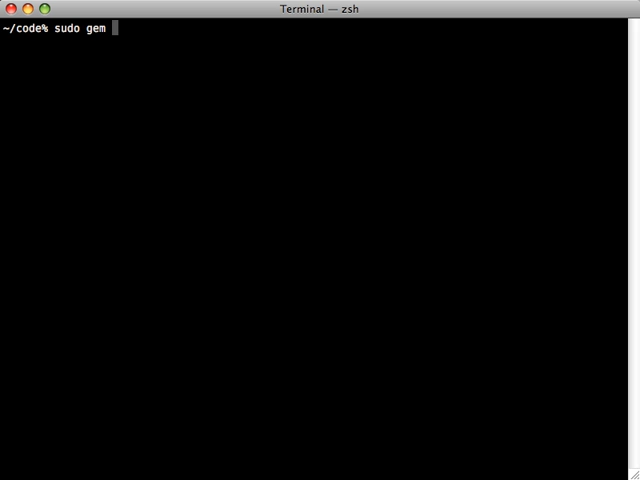 Terminal — zsh
~/code% sudo gem